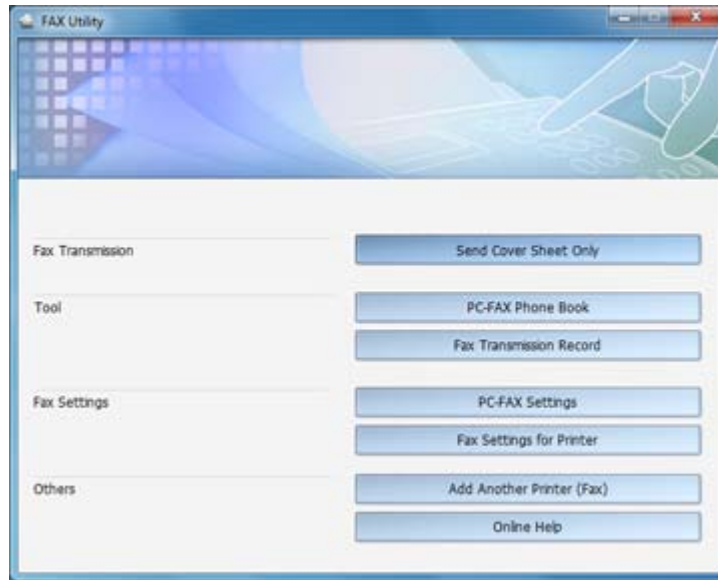 FAX Utility
Fax Transmission
Send Cover Sheet Only
Tool
PC-FAX Phone Book
Fax Transmission Record
Fax Settings
PC-FAX Settings
Fax Settings for Printer
Others
Add Another Printer (Fax)
Online Help